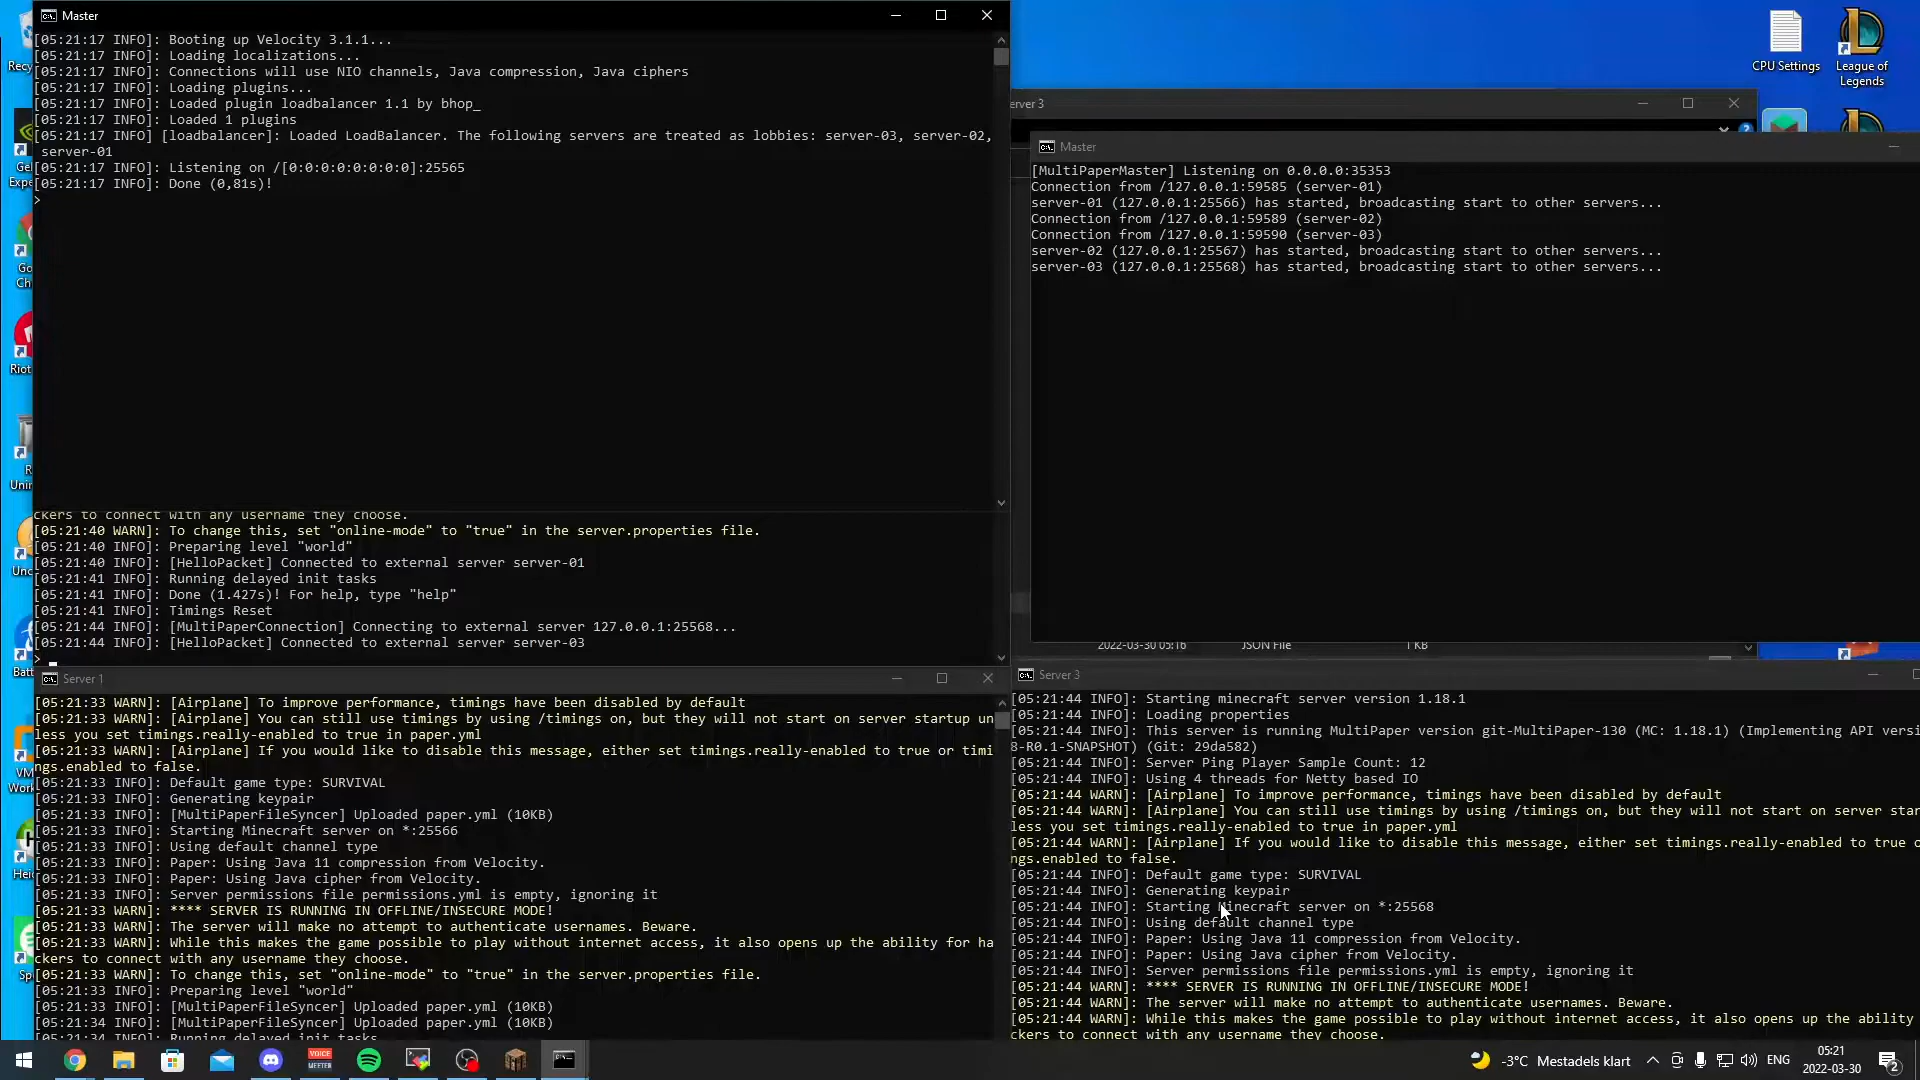 Master
[05:21:17 INFO]: Booting up Velocity 3.1.1...
[05:21:17 INFO]: Loading localizations...
[05:21:17 INFO]: Connections will use NIO channels, Java compression, Java ciphers
[05:21:17 INFO]: Loading plugins...
[05:21:17 INFO]: Loaded plugin loadbalancer 1.1 by bhop_
[05:21:17 INFO]: Loaded 1 plugins
[05:21:17 INFO] [loadbalancer]: Loaded LoadBalancer. The following servers are treated as lobbies: server-03, server-02,
server-01
[05:21:17 INFO]: Listening on /[0:0:0:0:0:0:0:0]:25565
[05:21:17 INFO]: Done (0,81s)!
>
ckers to connect with any username they choose.
[05:21:40 WARN]: To change this, set "online-mode" to "true" in the server.properties file.
[05:21:40 INFO]: Preparing level "world"
[05:21:40 INFO]: [HelloPacket] Connected to external server server-01
[05:21:41 INFO]: Running delayed init tasks
[05:21:41 INFO]: Done (1.427s)! For help, type "help"
[05:21:41 INFO]: Timings Reset
[05:21:44 INFO]: [MultiPaperConnection] Connecting to external server 127.0.0.1:25568...
[05:21:44 INFO]: [HelloPacket] Connected to external server server-03
>
Server 1
[05:21:33 WARN]: [Airplane] To improve performance, timings have been disabled by default
[05:21:33 WARN]: [Airplane] You can still use timings by using /timings on, but they will not start on server startup un
less you set timings.really-enabled to true in paper.yml
[05:21:33 WARN]: [Airplane] If you would like to disable this message, either set timings.really-enabled to true or timi
ngs.enabled to false.
[05:21:33 INFO]: Default game type: SURVIVAL
[05:21:33 INFO]: Generating keypair
[05:21:33 INFO]: [MultiPaperFileSyncer] Uploaded paper.yml (10KB)
[05:21:33 INFO]: Starting Minecraft server on *:25566
[05:21:33 INFO]: Using default channel type
[05:21:33 INFO]: Paper: Using Java 11 compression from Velocity.
[05:21:33 INFO]: Paper: Using Java cipher from Velocity.
[05:21:33 INFO]: Server permissions file permissions.yml is empty, ignoring it
[05:21:33 WARN]: **** SERVER IS RUNNING IN OFFLINE/INSECURE MODE!
[05:21:33 WARN]: The server will make no attempt to authenticate usernames. Beware.
[05:21:33 WARN]: While this makes the game possible to play without internet access, it also opens up the ability for ha
ckers to connect with any username they choose.
[05:21:33 WARN]: To change this, set "online-mode" to "true" in the server.properties file.
[05:21:33 INFO]: Preparing level "world"
[05:21:33 INFO]: [MultiPaperFileSyncer] Uploaded paper.yml (10KB)
[05:21:34 INFO]: [MultiPaperFileSyncer] Uploaded paper.yml (10KB)
[05:21:34 INFO]: Running delayed init tasks
CPU Settings
League of
Legends
erver 3
Master
[MultiPaperMaster] Listening on 0.0.0.0:35353
Connection from /127.0.0.1:59585 (server-01)
server-01 (127.0.0.1:25566) has started, broadcasting start to other servers...
Connection from /127.0.0.1:59589 (server-02)
Connection from /127.0.0.1:59590 (server-03)
server-02 (127.0.0.1:25567) has started, broadcasting start to other servers...
server-03 (127.0.0.1:25568) has started, broadcasting start to other servers...
2022-03-30 05:16 JSON File 1 KB
Server 3
[05:21:44 INFO]: Starting minecraft server version 1.18.1
[05:21:44 INFO]: Loading properties
[05:21:44 INFO]: This server is running MultiPaper version git-MultiPaper-130 (MC: 1.18.1) (Implementing API versi
8-R0.1-SNAPSHOT) (Git: 29da582)
[05:21:44 INFO]: Server Ping Player Sample Count: 12
[05:21:44 INFO]: Using 4 threads for Netty based IO
[05:21:44 WARN]: [Airplane] To improve performance, timings have been disabled by default
[05:21:44 WARN]: [Airplane] You can still use timings by using /timings on, but they will not start on server star
less you set timings.really-enabled to true in paper.yml
[05:21:44 WARN]: [Airplane] If you would like to disable this message, either set timings.really-enabled to true o
ngs.enabled to false.
[05:21:44 INFO]: Default game type: SURVIVAL
[05:21:44 INFO]: Generating keypair
[05:21:44 INFO]: Starting Minecraft server on *:25568
[05:21:44 INFO]: Using default channel type
[05:21:44 INFO]: Paper: Using Java 11 compression from Velocity.
[05:21:44 INFO]: Paper: Using Java cipher from Velocity.
[05:21:44 INFO]: Server permissions file permissions.yml is empty, ignoring it
[05:21:44 WARN]: **** SERVER IS RUNNING IN OFFLINE/INSECURE MODE!
[05:21:44 WARN]: The server will make no attempt to authenticate usernames. Beware.
[05:21:44 WARN]: While this makes the game possible to play without internet access, it also opens up the ability
ckers to connect with any username they choose.
VOICE
MEETER
-3°C Mestadels klart
ENG
05:21
2022-03-30
2